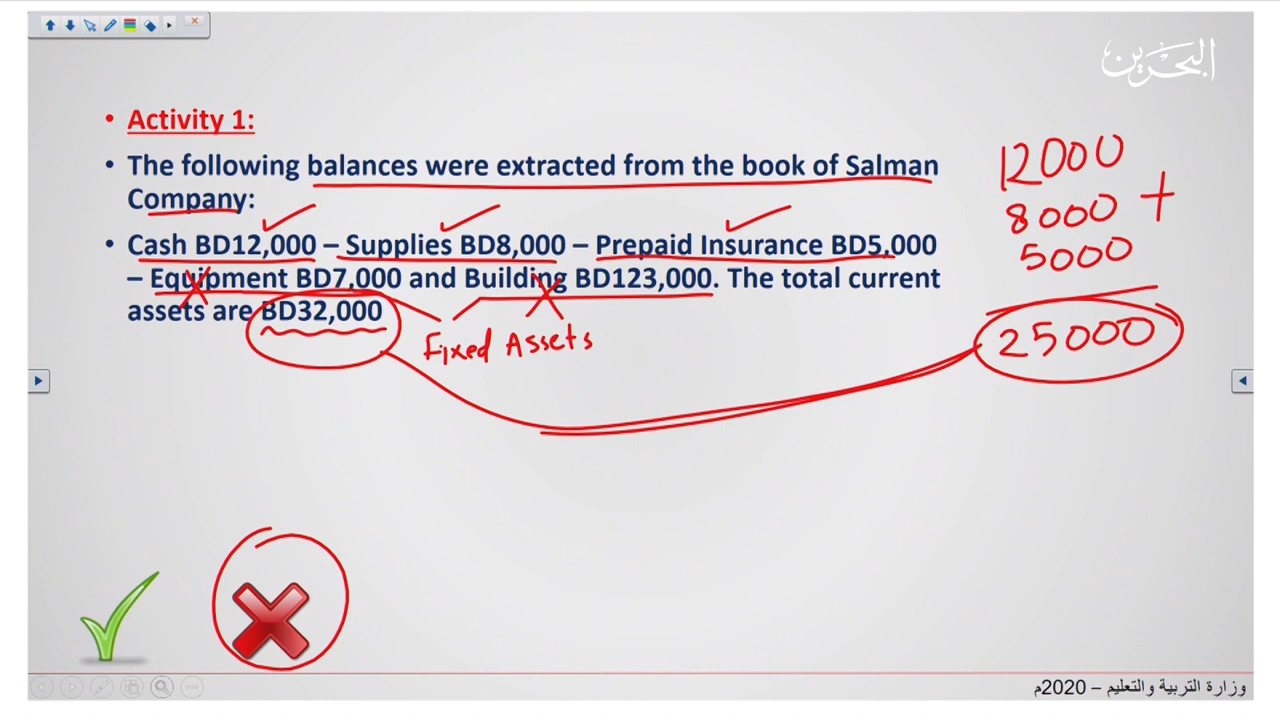 البحرين
• Activity 1:
• The following balances were extracted from the book of Salman
Company:
• Cash BD12,000 – Supplies BD8,000 – Prepaid Insurance BD5,000
– Equipment BD7,000 and Building BD123,000. The total current
assets are BD32,000
Fixed Assets
12000
8000 +
5000
25000
وزارة التربية والتعليم – 2020م